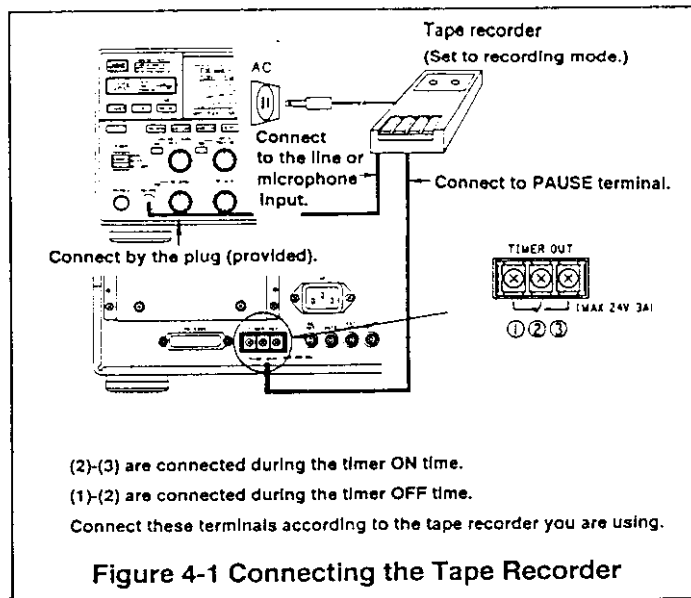 Tape recorder
(Set to recording mode.)
AC
Connect
to the line or
microphone
input.
Connect to PAUSE terminal.
Connect by the plug (provided).
TIMER OUT
(MAX 24V 3A)
① ② ③
(2)-(3) are connected during the timer ON time.
(1)-(2) are connected during the timer OFF time.
Connect these terminals according to the tape recorder you are using.
Figure 4-1 Connecting the Tape Recorder